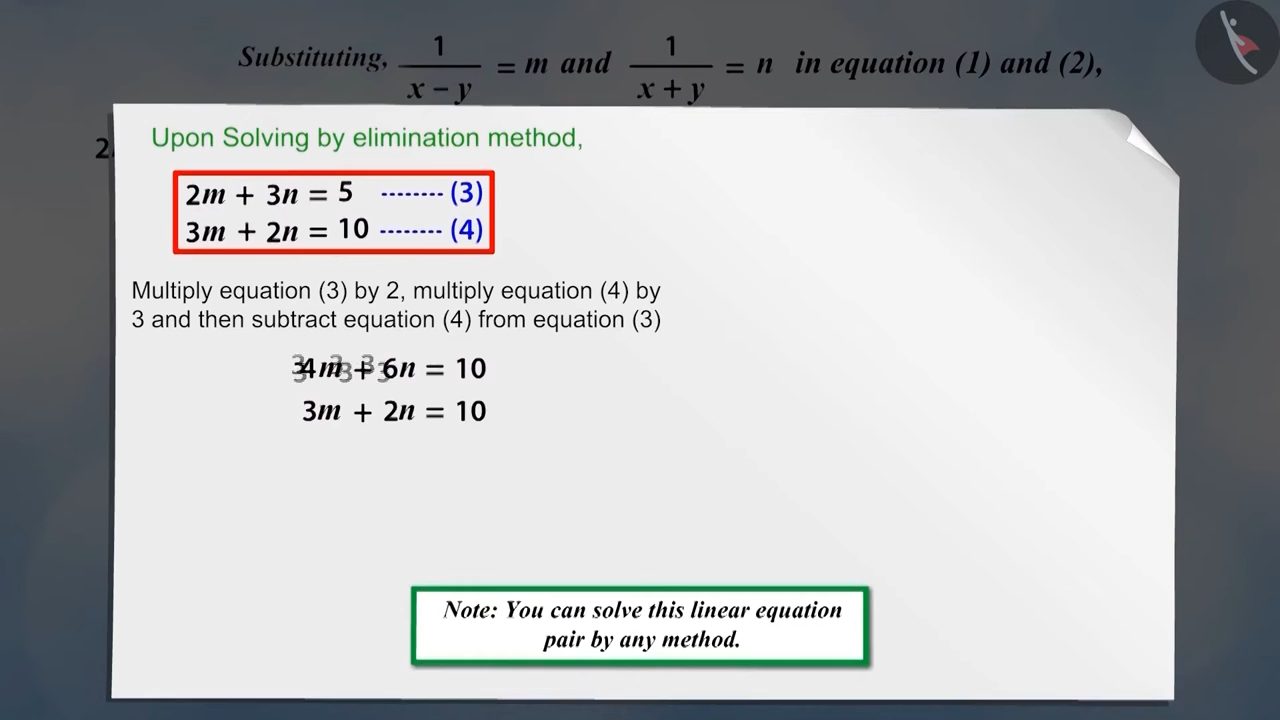 Substituting, 1/(x − y) = m and 1/(x + y) = n in equation (1) and (2),
2
Upon Solving by elimination method,
2m + 3n = 5 -------- (3)
3m + 2n = 10 -------- (4)
Multiply equation (3) by 2, multiply equation (4) by
3 and then subtract equation (4) from equation (3)
4m + 6n = 10
3m + 2n = 10
Note: You can solve this linear equation
pair by any method.